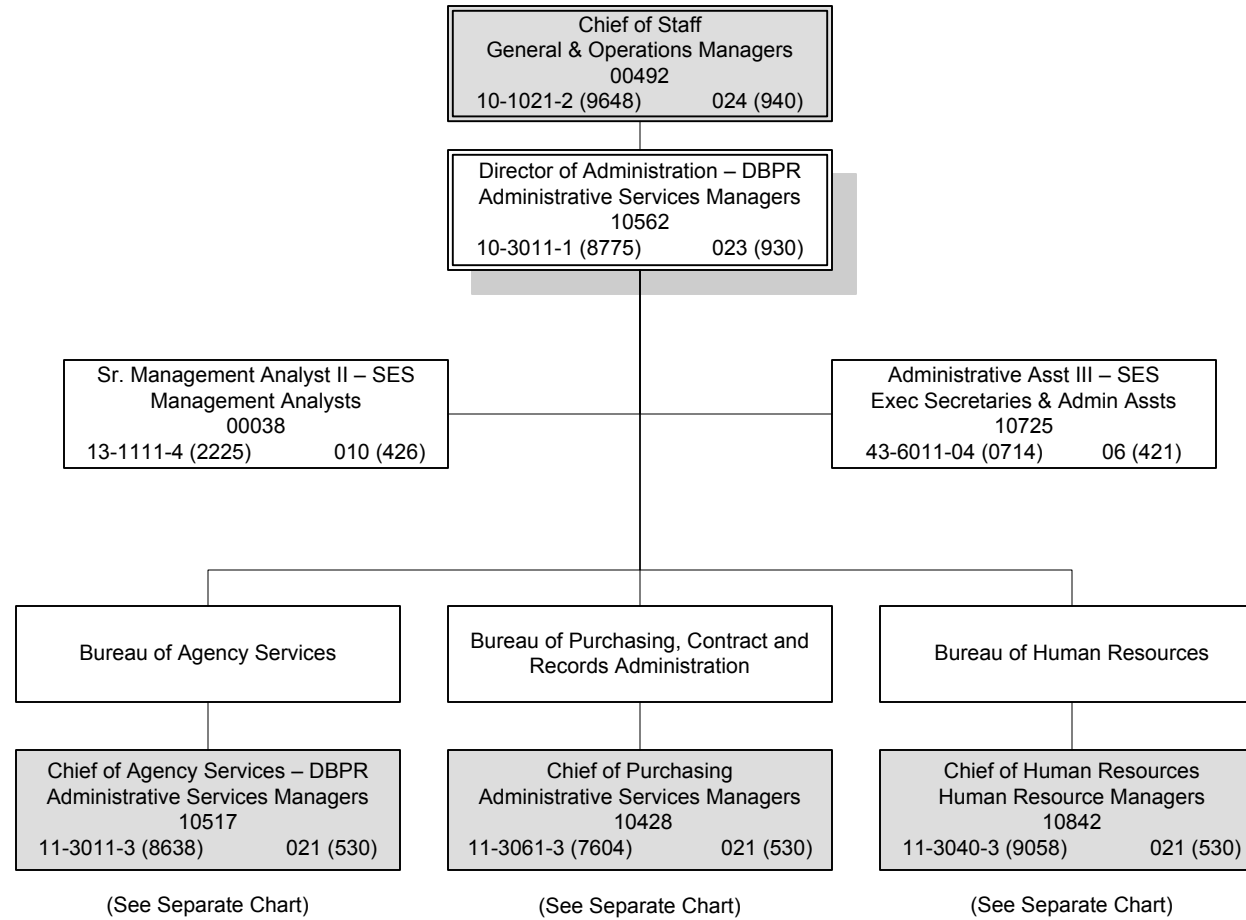 Chief of Staff
General & Operations Managers
00492
10-1021-2 (9648) 024 (940)
Director of Administration – DBPR
Administrative Services Managers
10562
10-3011-1 (8775) 023 (930)
Sr. Management Analyst II – SES
Management Analysts
00038
13-1111-4 (2225) 010 (426)
Administrative Asst III – SES
Exec Secretaries & Admin Assts
10725
43-6011-04 (0714) 06 (421)
Bureau of Agency Services
Bureau of Purchasing, Contract and
Records Administration
Bureau of Human Resources
Chief of Agency Services – DBPR
Administrative Services Managers
10517
11-3011-3 (8638) 021 (530)
(See Separate Chart)
Chief of Purchasing
Administrative Services Managers
10428
11-3061-3 (7604) 021 (530)
(See Separate Chart)
Chief of Human Resources
Human Resource Managers
10842
11-3040-3 (9058) 021 (530)
(See Separate Chart)